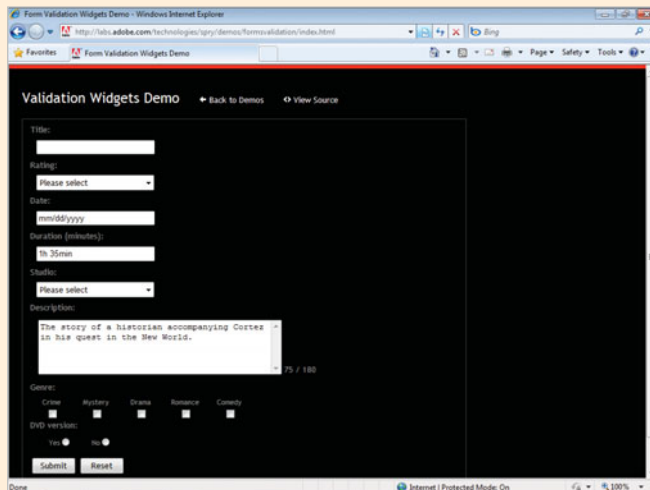 Form Validation Widgets Demo - Windows Internet Explorer
http://labs.adobe.com/technologies/spry/demos/formsvalidation/index.html
Bing
Favorites Form Validation Widgets Demo Page Safety Tools
Validation Widgets Demo Back to Demos View Source
Title:
Rating:
Please select
Date:
mm/dd/yyyy
Duration (minutes):
1h 35min
Studio:
Please select
Description:
The story of a historian accompanying Cortez
in his quest in the New World.
75 / 180
Genre:
Crime Mystery Drama Romance Comedy
DVD version:
Yes No
Submit Reset
Done Internet | Protected Mode: On 100%